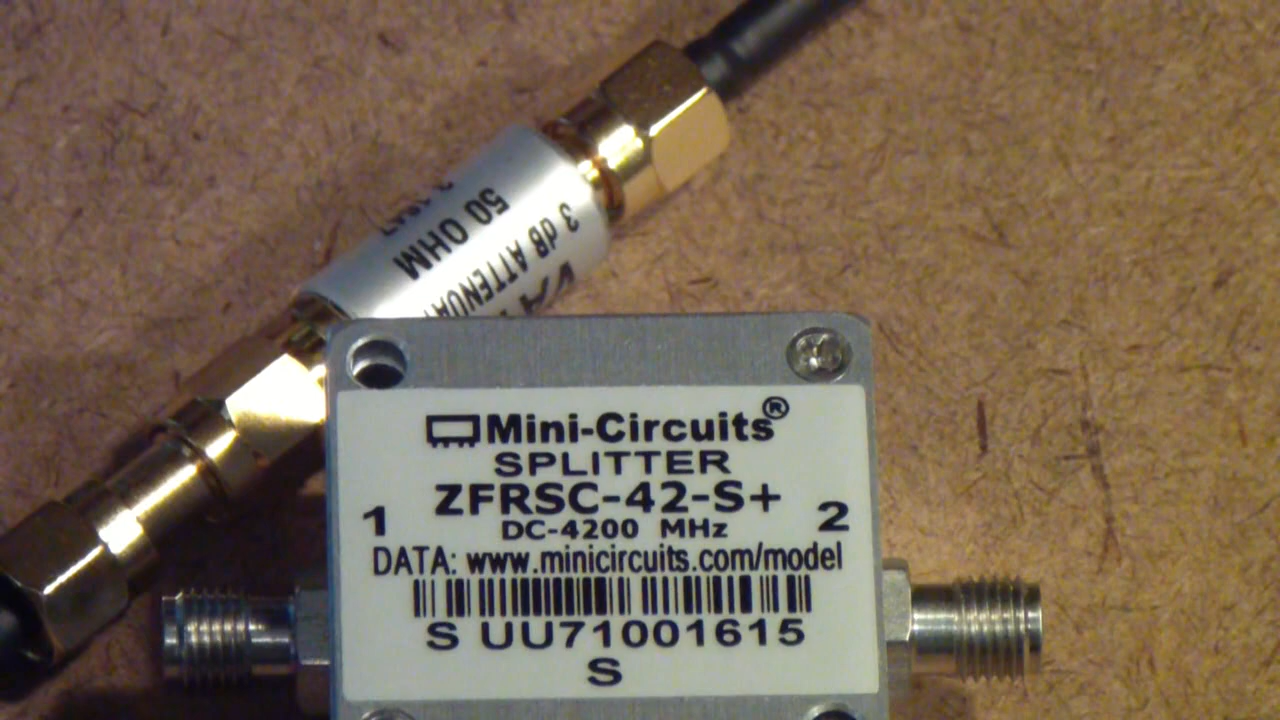 50 OHM
3 dB
Mini-Circuits®
SPLITTER
ZFRSC-42-S+
1
2
DC-4200 MHz
DATA: www.minicircuits.com/model
S UU71001615
S